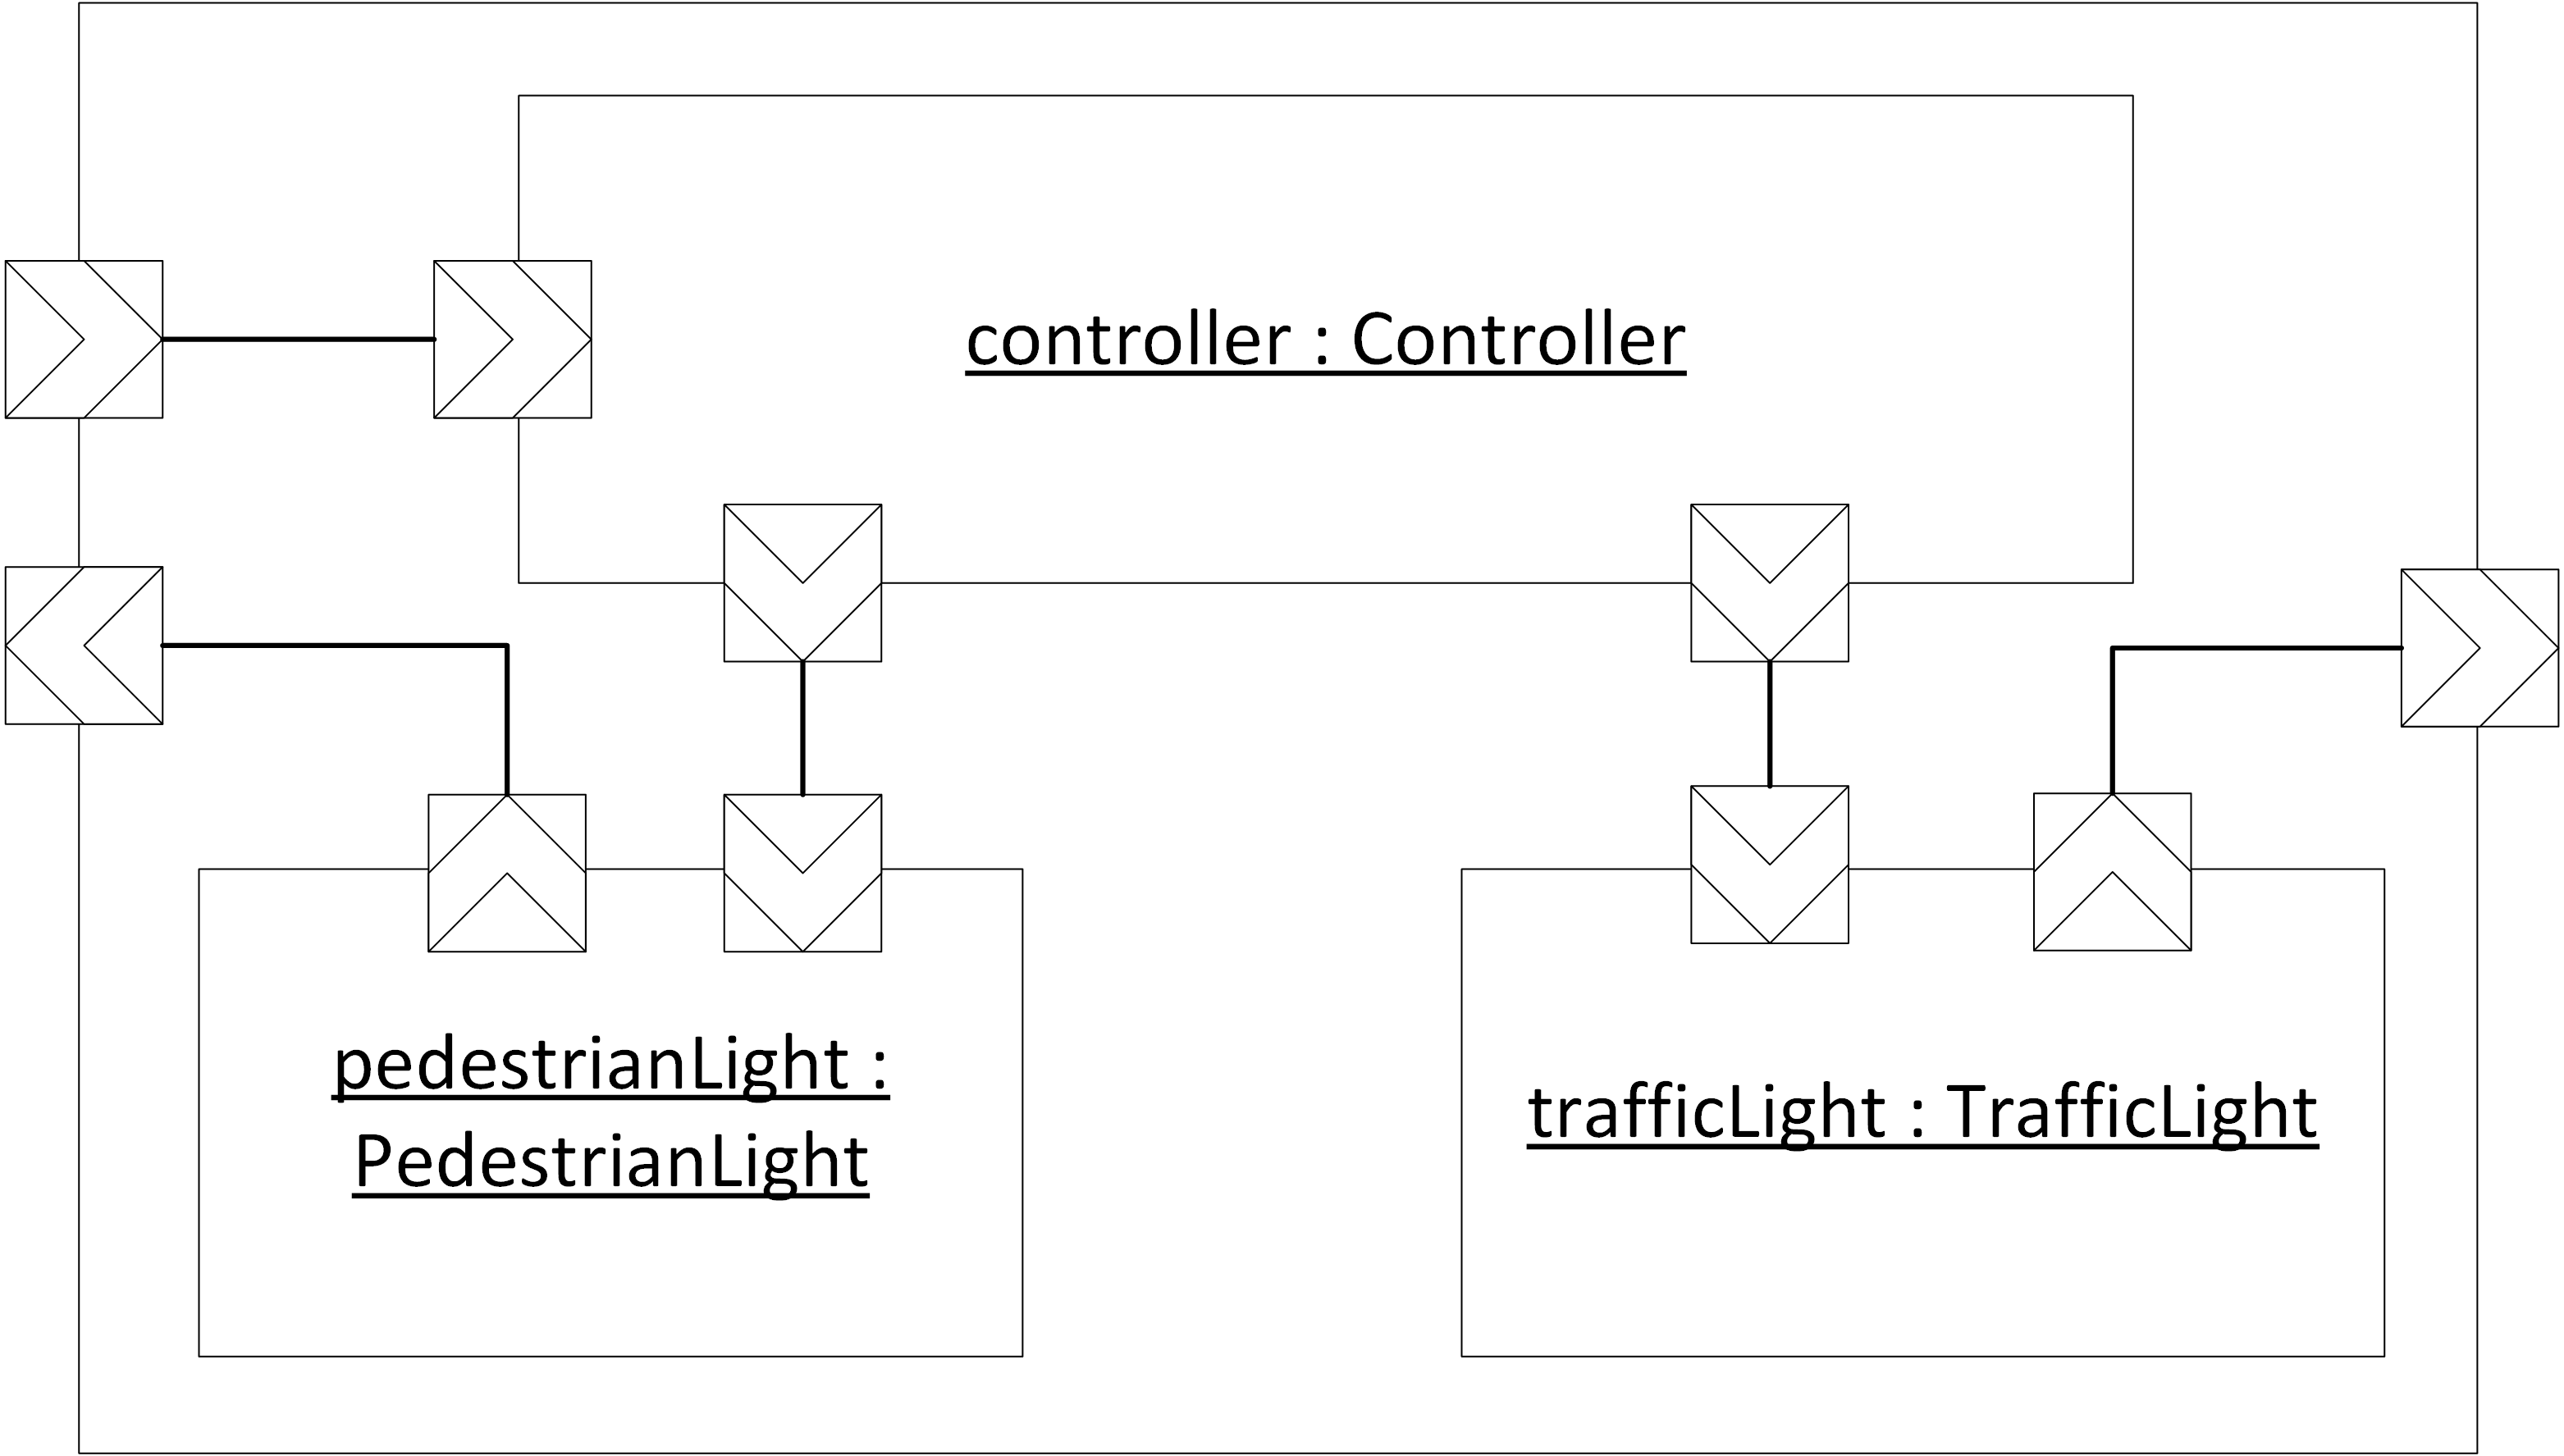 controller : Controller
pedestrianLight :
PedestrianLight
trafficLight : TrafficLight